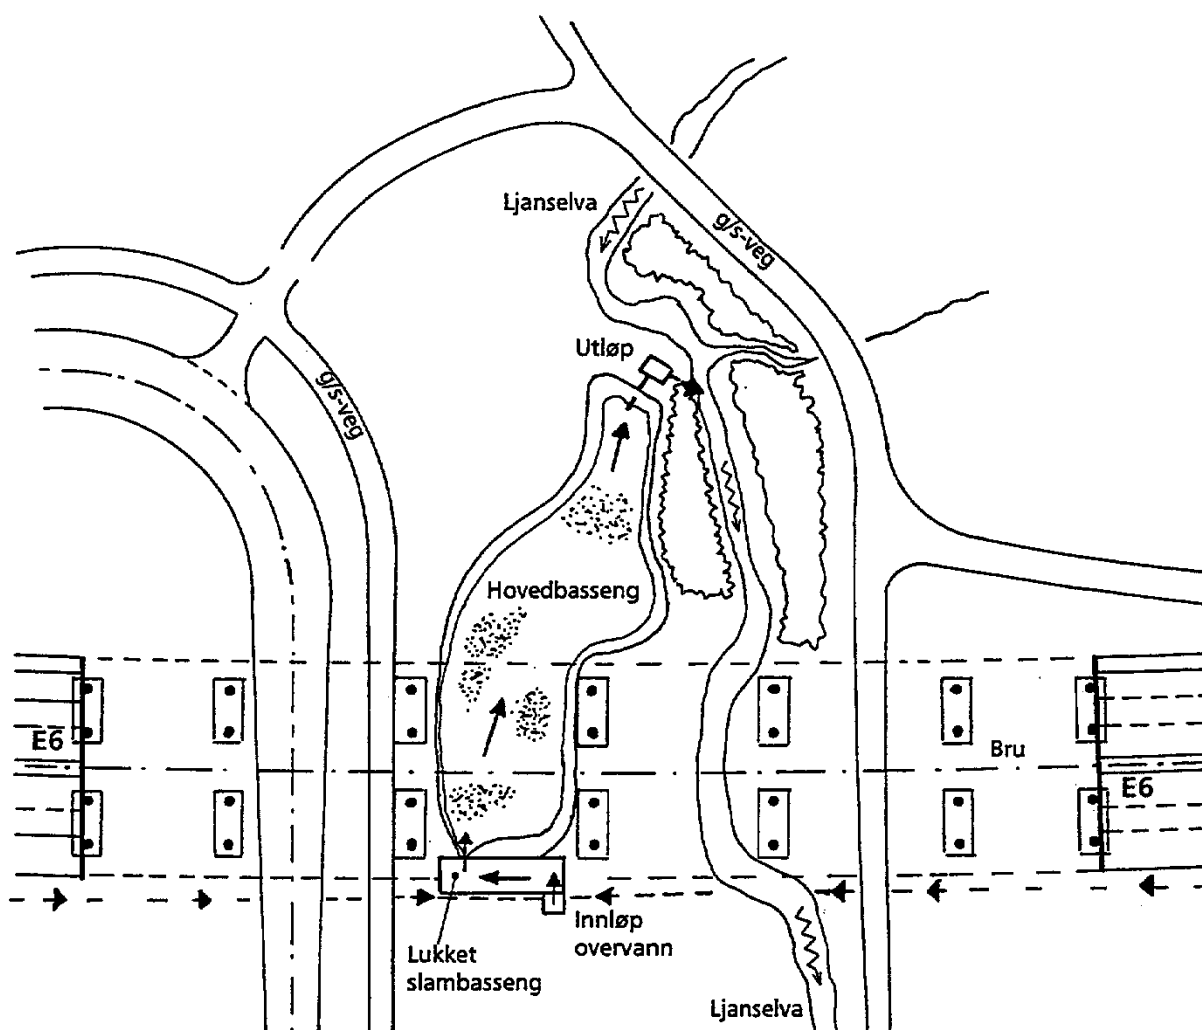 Ljanselva
g/s-veg
Utløp
g/s-veg
Hovedbasseng
E6
Bru
E6
Innløp
overvann
Lukket
slambasseng
Ljanselva